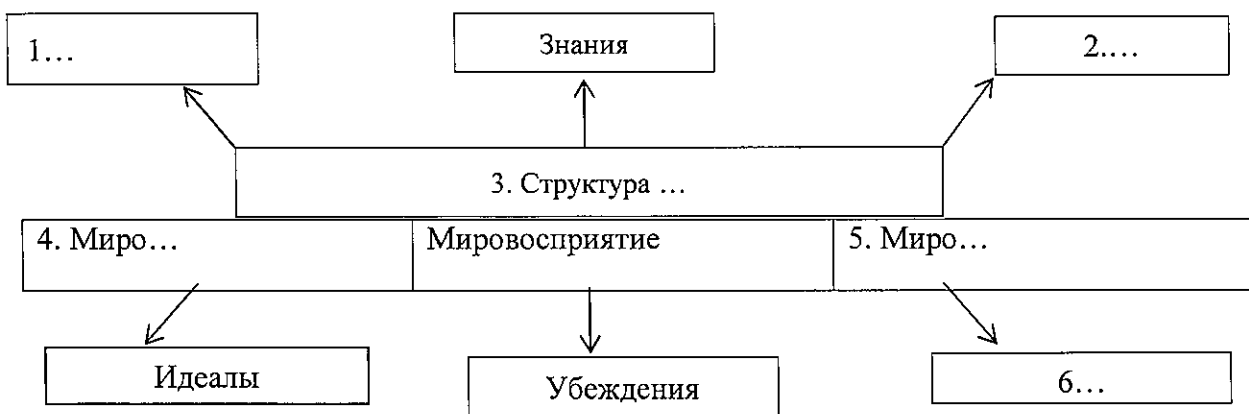 1…
Знания
2.…
3. Структура …
4. Миро…
Мировосприятие
5. Миро…
Идеалы
Убеждения
6…